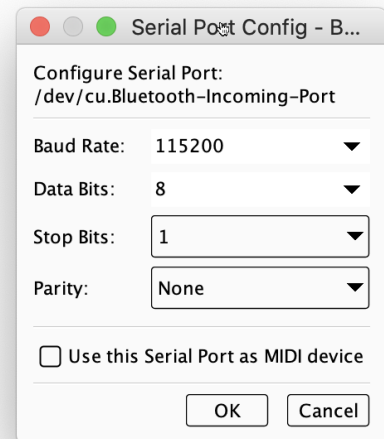 Serial Port Config - B...
Configure Serial Port:
/dev/cu.Bluetooth-Incoming-Port
Baud Rate: 115200
Data Bits: 8
Stop Bits: 1
Parity: None
Use this Serial Port as MIDI device
OK Cancel